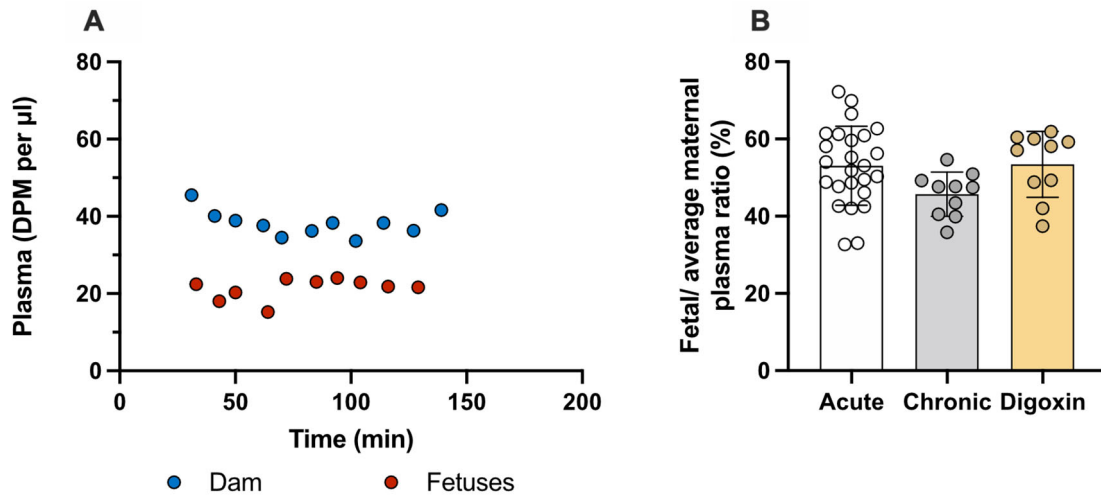 A
Plasma (DPM per µl)
80
60
40
20
0
0 50 100 150 200
Time (min)
Dam Fetuses
B
Fetal/ average maternal
plasma ratio (%)
80
60
40
20
0
Acute Chronic Digoxin